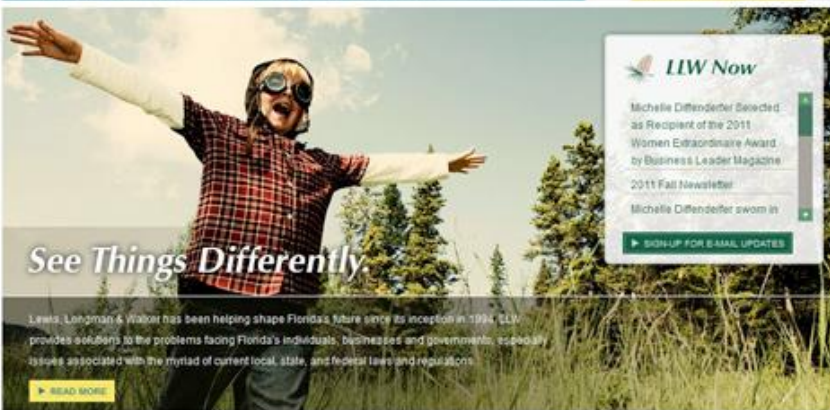 LLW Now
Michelle Diffenderfer Selected
as Recipient of the 2011
Women Extraordinaire Award
by Business Leader Magazine
2011 Fall Newsletter
Michelle Diffenderfer sworn in
SIGN-UP FOR E-MAIL UPDATES
See Things Differently.
Lewis, Longman & Walker has been helping shape Florida's future since its inception in 1994. LLW
provides solutions to the problems facing Florida's individuals, businesses and governments, especially
issues associated with the myriad of current local, state, and federal laws and regulations.
READ MORE